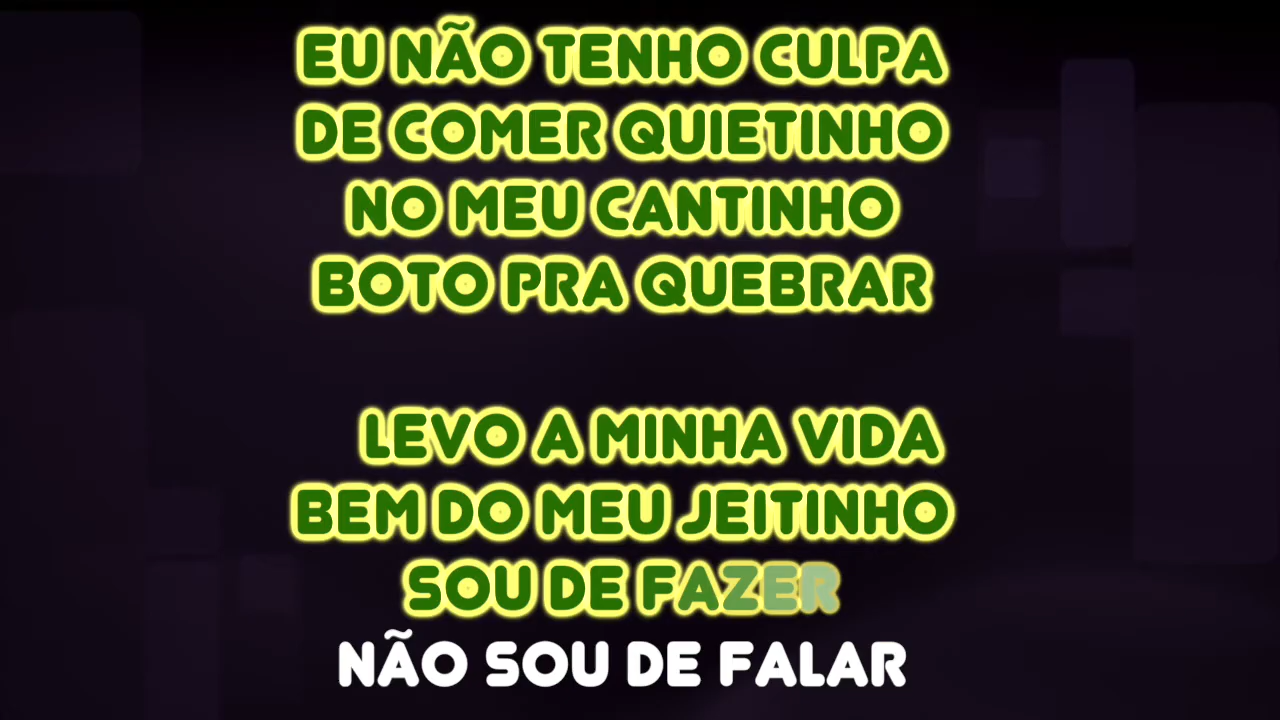 EU NÃO TENHO CULPA
DE COMER QUIETINHO
NO MEU CANTINHO
BOTO PRA QUEBRAR
LEVO A MINHA VIDA
BEM DO MEU JEITINHO
SOU DE FAZER
NÃO SOU DE FALAR